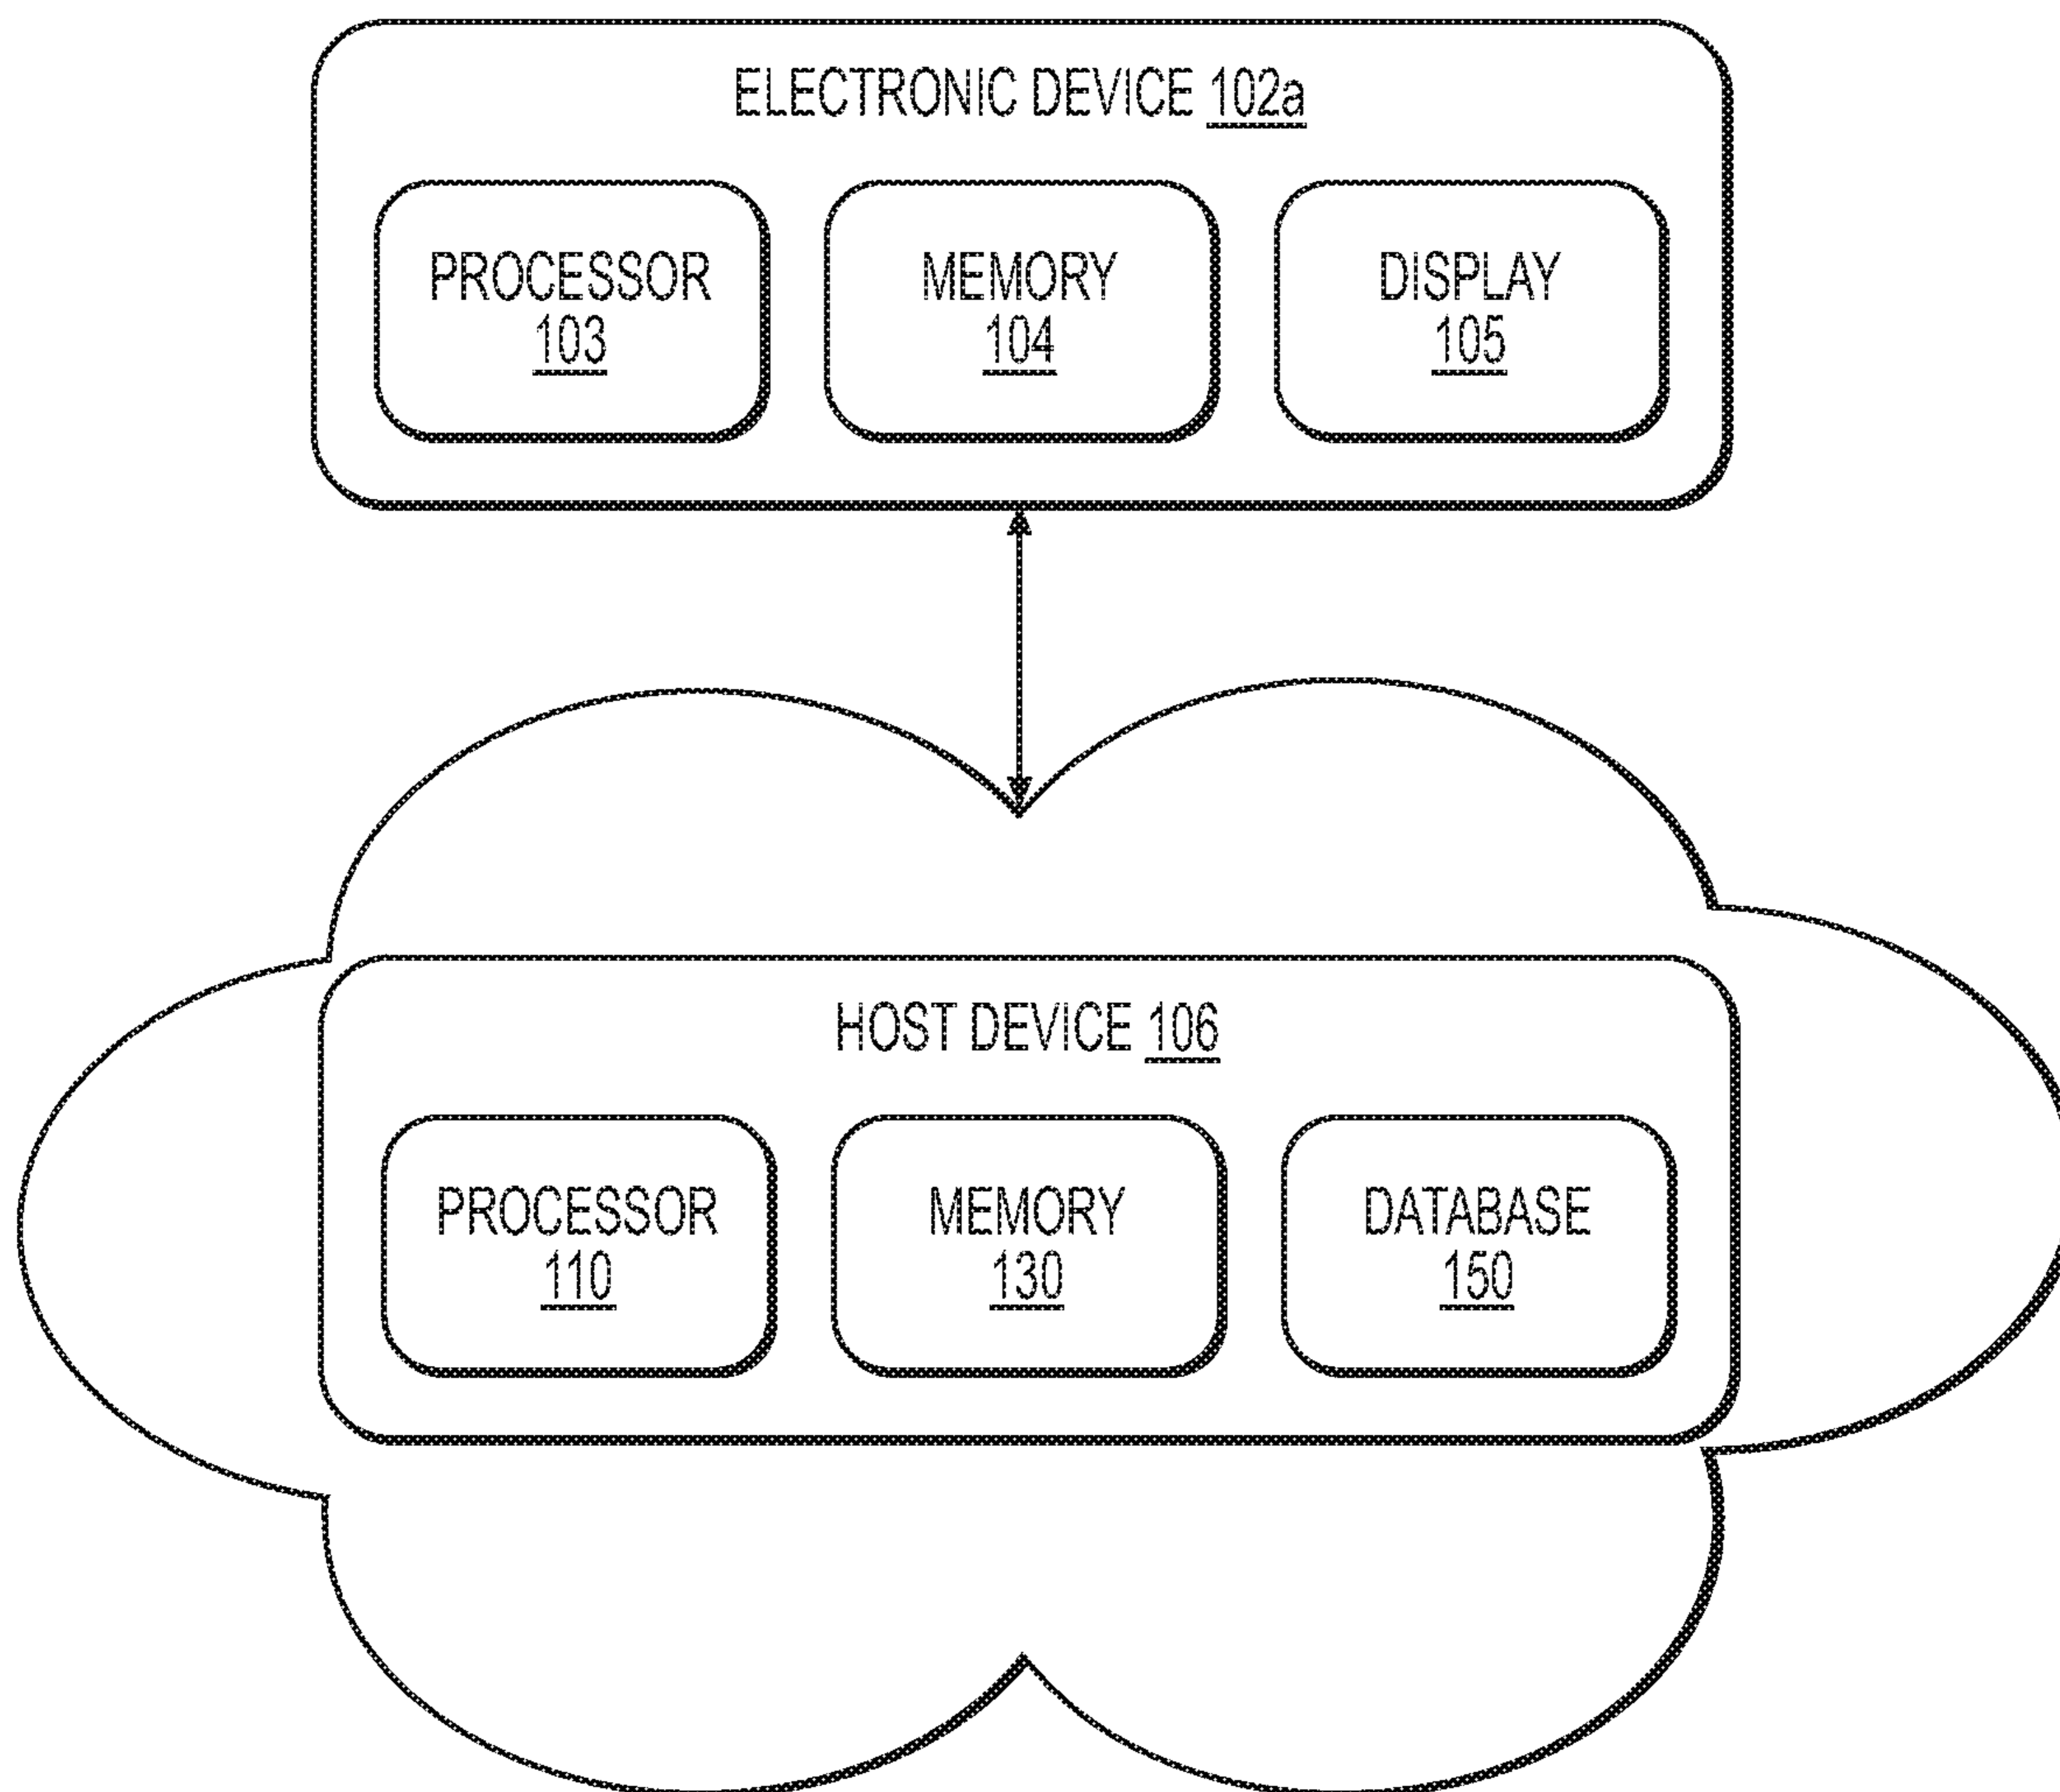 ELECTRONIC DEVICE 102a
PROCESSOR
103
MEMORY
104
DISPLAY
105
HOST DEVICE 106
PROCESSOR
110
MEMORY
130
DATABASE
150